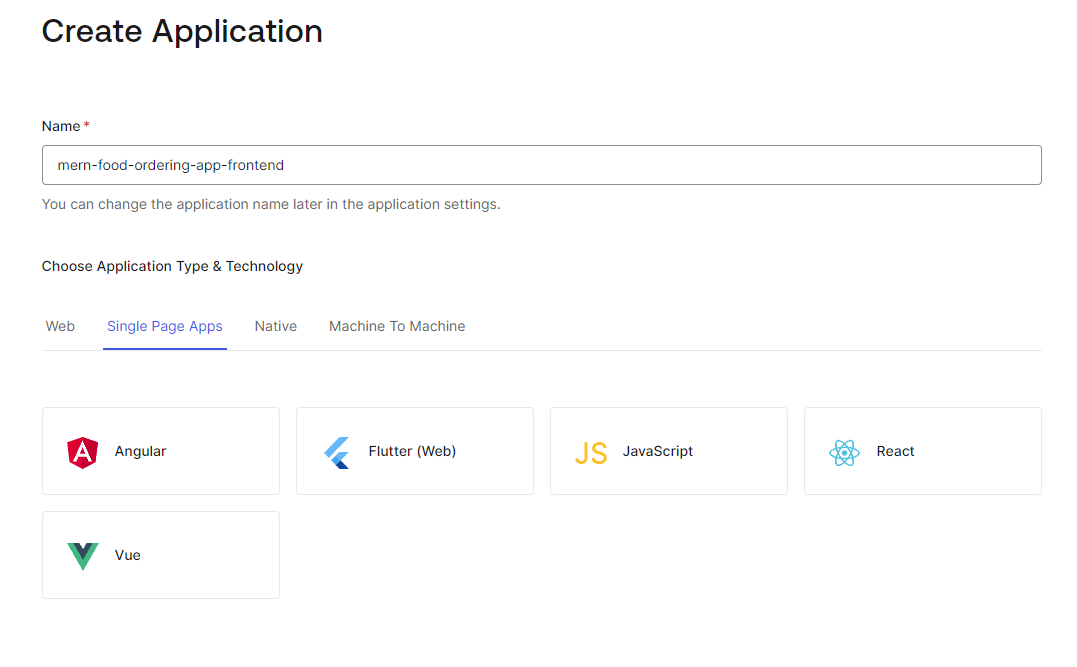 Create Application
Name *
mern-food-ordering-app-frontend
You can change the application name later in the application settings.
Choose Application Type & Technology
Web Single Page Apps Native Machine To Machine
Angular Flutter (Web) JS JavaScript React
Vue